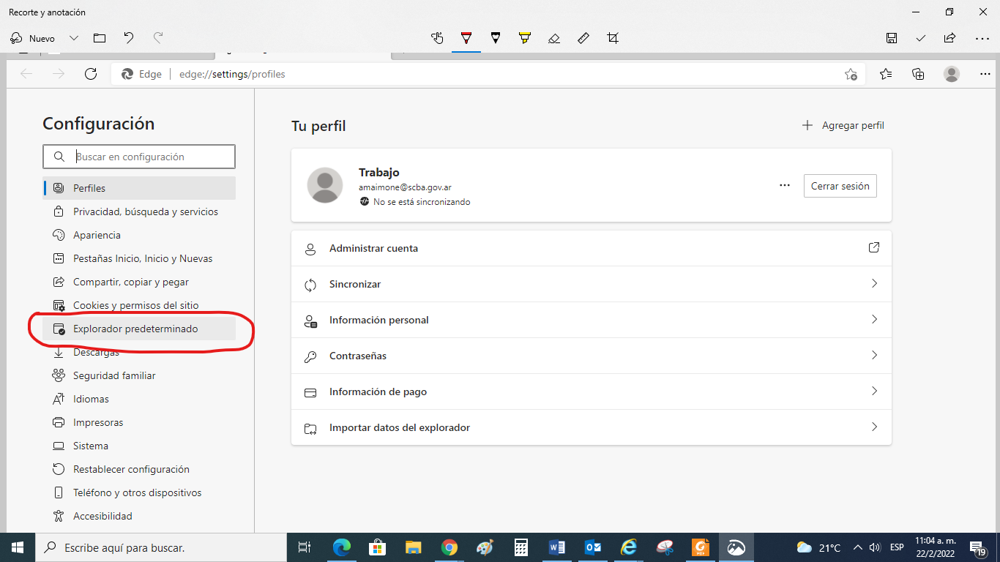 Recorte y anotación
Nuevo
Edge
edge://settings/profiles
Configuración
Buscar en configuración
Perfiles
Privacidad, búsqueda y servicios
Apariencia
Pestañas Inicio, Inicio y Nuevas
Compartir, copiar y pegar
Cookies y permisos del sitio
Explorador predeterminado
Descargas
Seguridad familiar
Idiomas
Impresoras
Sistema
Restablecer configuración
Teléfono y otros dispositivos
Accesibilidad
Tu perfil
Agregar perfil
Trabajo
amaimone@scba.gov.ar
No se está sincronizando
Cerrar sesión
Administrar cuenta
Sincronizar
Información personal
Contraseñas
Información de pago
Importar datos del explorador
Escribe aquí para buscar.
21°C
ESP
11:04 a. m.
22/2/2022
19